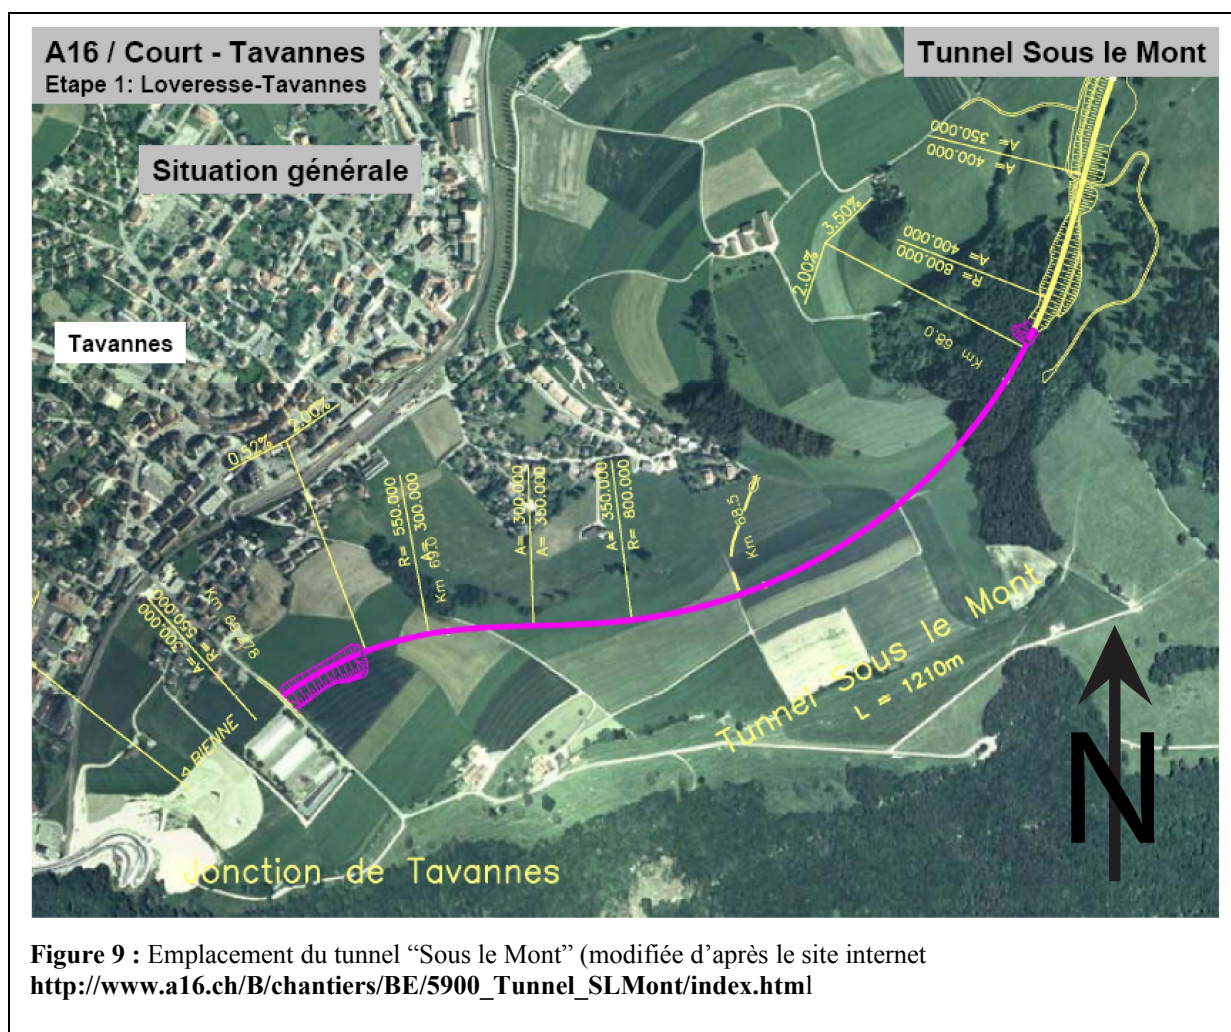 A16 / Court - Tavannes
Etape 1: Loveresse-Tavannes
Tunnel Sous le Mont
Situation générale
A= 350.000
A= 400.000
3.50%
2.00%
A= 400.000
R= 800.000
Km 68.0
Tavannes
0.52%
2.00%
R= 550.000
A= 300.000
Km 69.0
A= 300.000
A= 350.000
A= 350.000
R= 800.000
Km 68.5
A= 300.000
R= 550.000
BIENNE
Tunnel Sous le Mont
L = 1210m
N
Jonction de Tavannes
Figure 9 : Emplacement du tunnel “Sous le Mont” (modifiée d’après le site internet
http://www.a16.ch/B/chantiers/BE/5900_Tunnel_SLMont/index.html